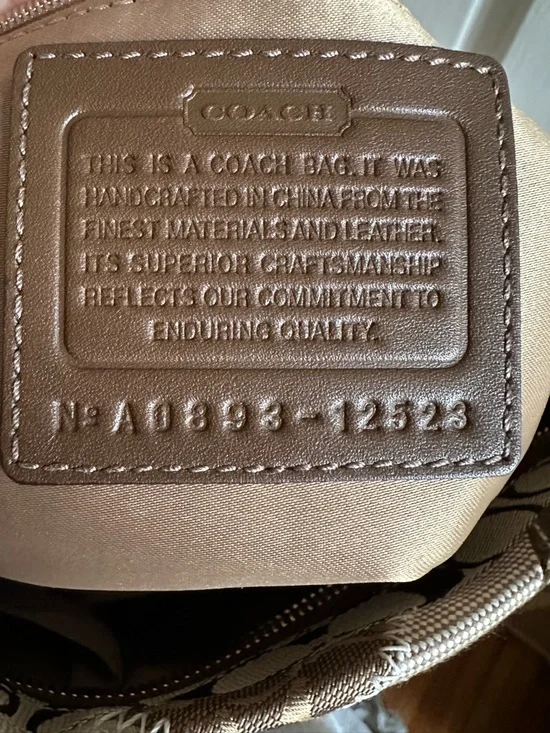 COACH
THIS IS A COACH BAG. IT WAS
HANDCRAFTED IN CHINA FROM THE
FINEST MATERIALS AND LEATHER.
ITS SUPERIOR CRAFTSMANSHIP
REFLECTS OUR COMMITMENT TO
ENDURING QUALITY.
Nº A0893-12523